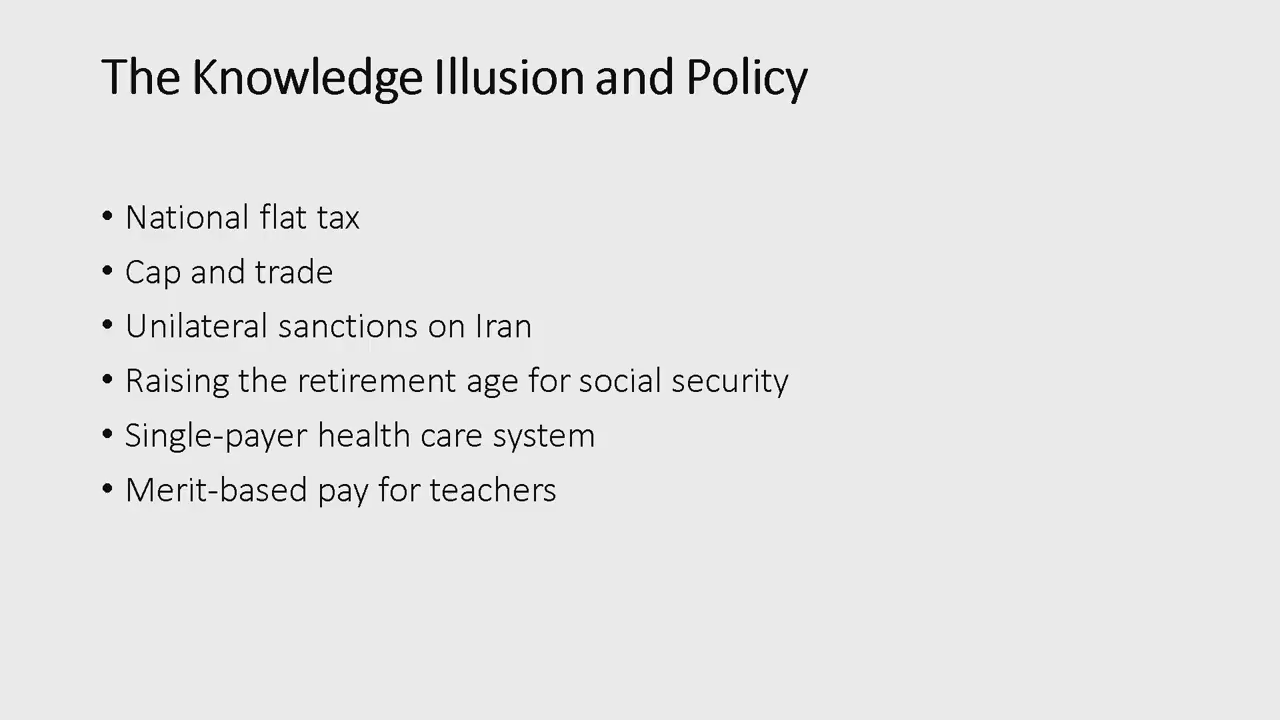 The Knowledge Illusion and Policy
• National flat tax
• Cap and trade
• Unilateral sanctions on Iran
• Raising the retirement age for social security
• Single-payer health care system
• Merit-based pay for teachers